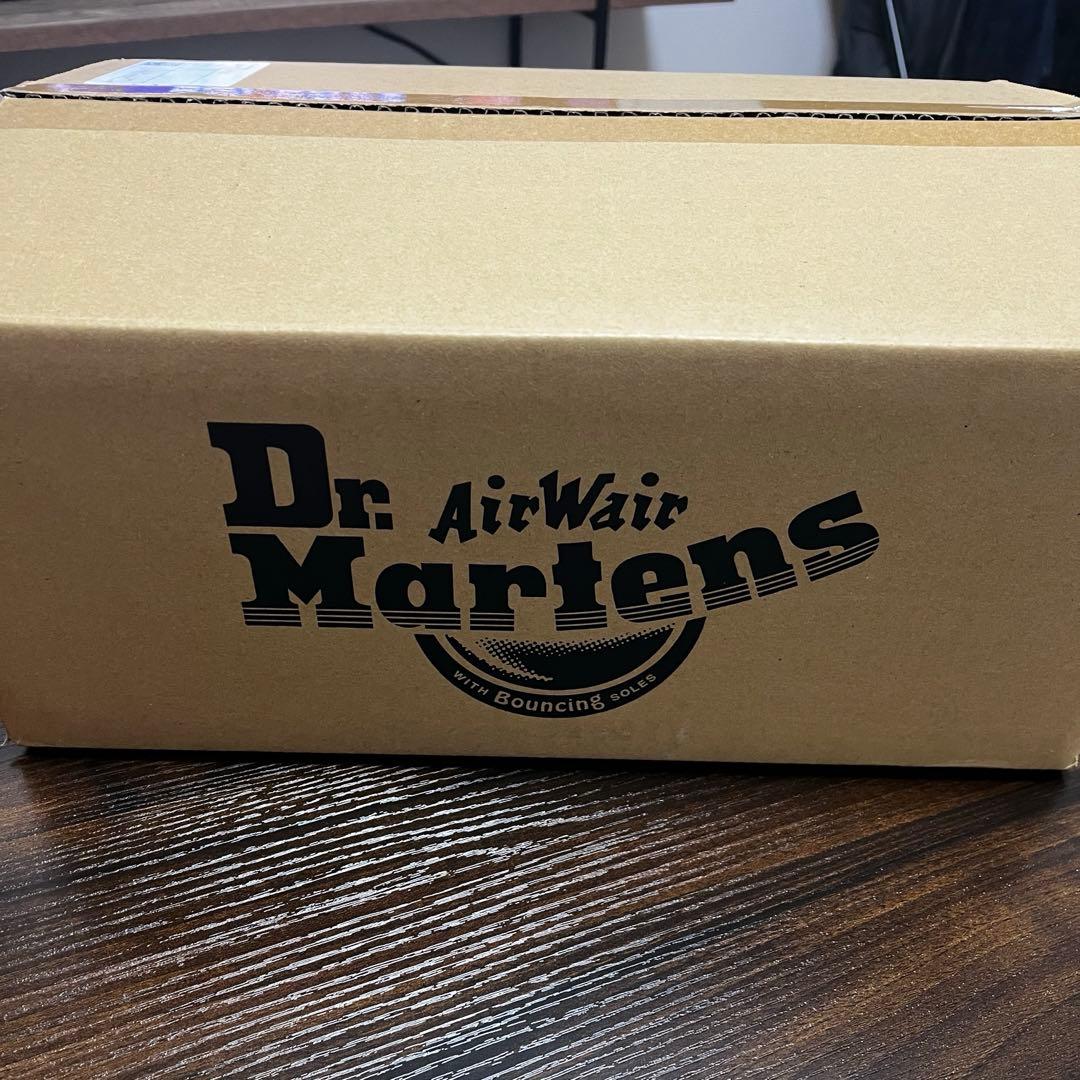 Dr.
AirWair
Martens
WITH Bouncing SOLES